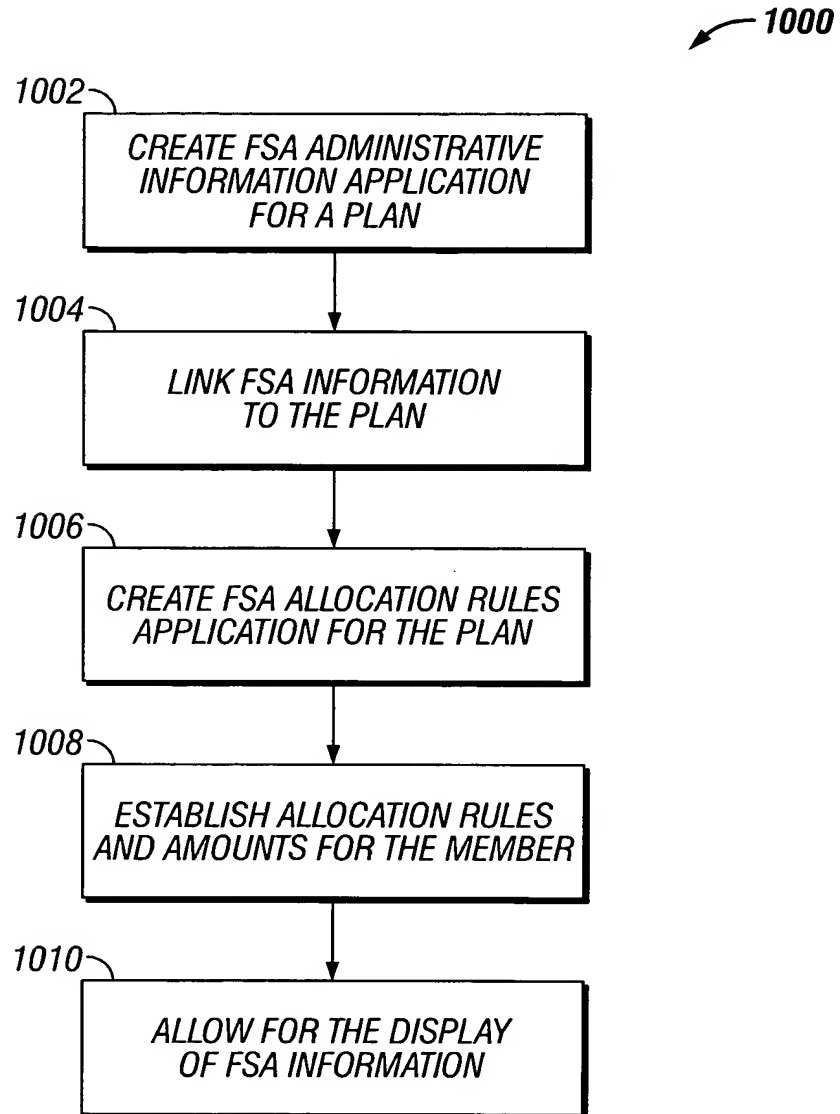 1000
1002
CREATE FSA ADMINISTRATIVE
INFORMATION APPLICATION
FOR A PLAN
1004
LINK FSA INFORMATION
TO THE PLAN
1006
CREATE FSA ALLOCATION RULES
APPLICATION FOR THE PLAN
1008
ESTABLISH ALLOCATION RULES
AND AMOUNTS FOR THE MEMBER
1010
ALLOW FOR THE DISPLAY
OF FSA INFORMATION